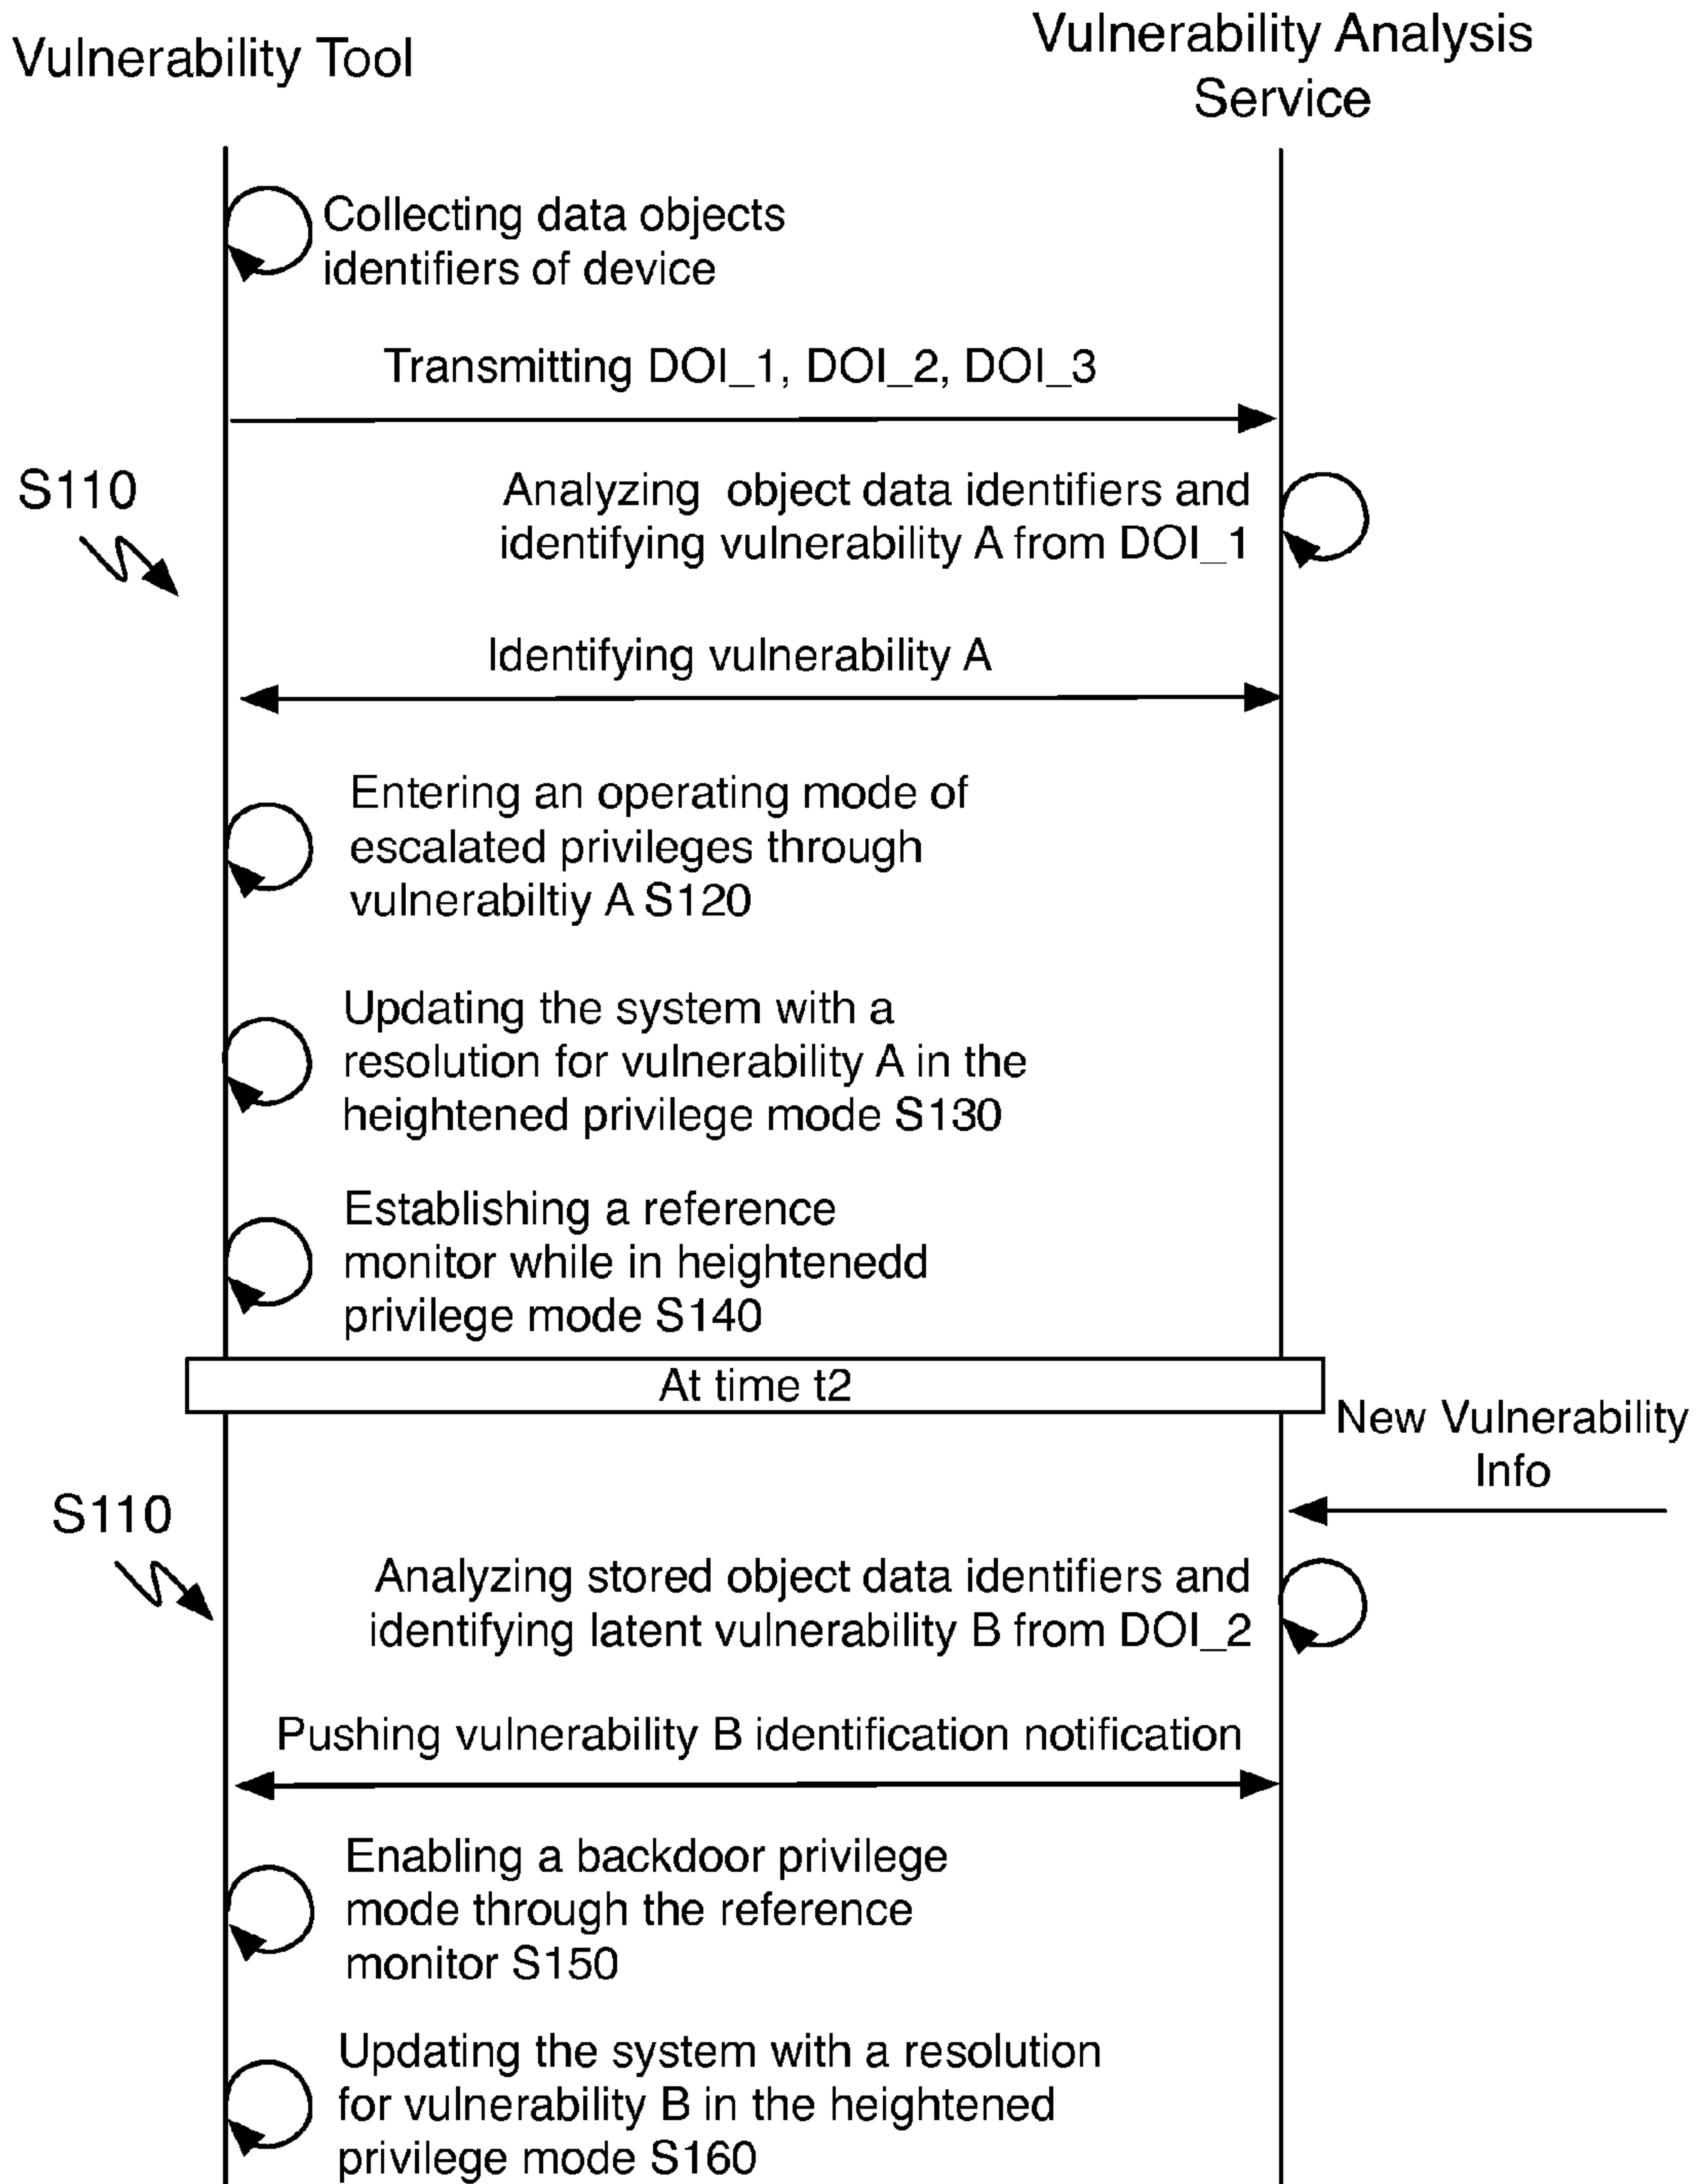 Vulnerability Tool
Vulnerability Analysis
Service
Collecting data objects
identifiers of device
Transmitting DOI_1, DOI_2, DOI_3
S110
Analyzing object data identifiers and
identifying vulnerability A from DOI_1
Identifying vulnerability A
Entering an operating mode of
escalated privileges through
vulnerabiltiy A S120
Updating the system with a
resolution for vulnerability A in the
heightened privilege mode S130
Establishing a reference
monitor while in heightenedd
privilege mode S140
At time t2
New Vulnerability
Info
S110
Analyzing stored object data identifiers and
identifying latent vulnerability B from DOI_2
Pushing vulnerability B identification notification
Enabling a backdoor privilege
mode through the reference
monitor S150
Updating the system with a resolution
for vulnerability B in the heightened
privilege mode S160